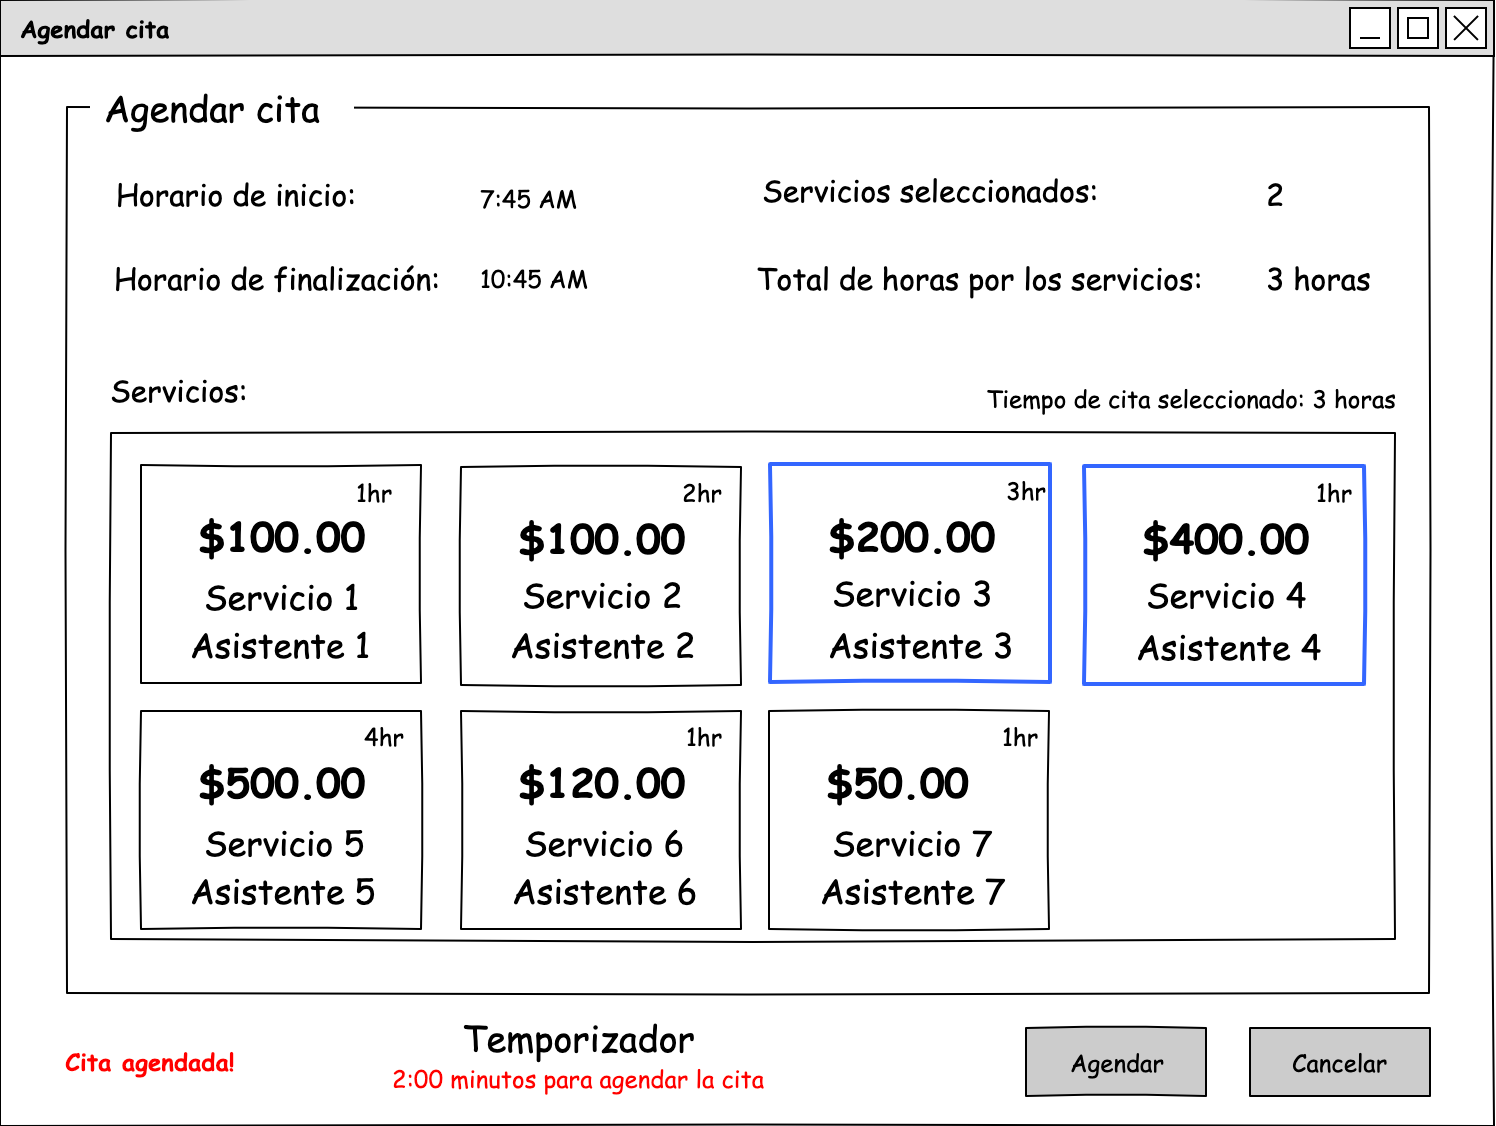 Agendar cita
Agendar cita
Horario de inicio: 7:45 AM Servicios seleccionados: 2
Horario de finalización: 10:45 AM Total de horas por los servicios: 3 horas
Servicios: Tiempo de cita seleccionado: 3 horas
1hr 2hr 3hr 1hr
$100.00 $100.00 $200.00 $400.00
Servicio 1 Servicio 2 Servicio 3 Servicio 4
Asistente 1 Asistente 2 Asistente 3 Asistente 4
4hr 1hr 1hr
$500.00 $120.00 $50.00
Servicio 5 Servicio 6 Servicio 7
Asistente 5 Asistente 6 Asistente 7
Temporizador
Cita agendada! 2:00 minutos para agendar la cita Agendar Cancelar